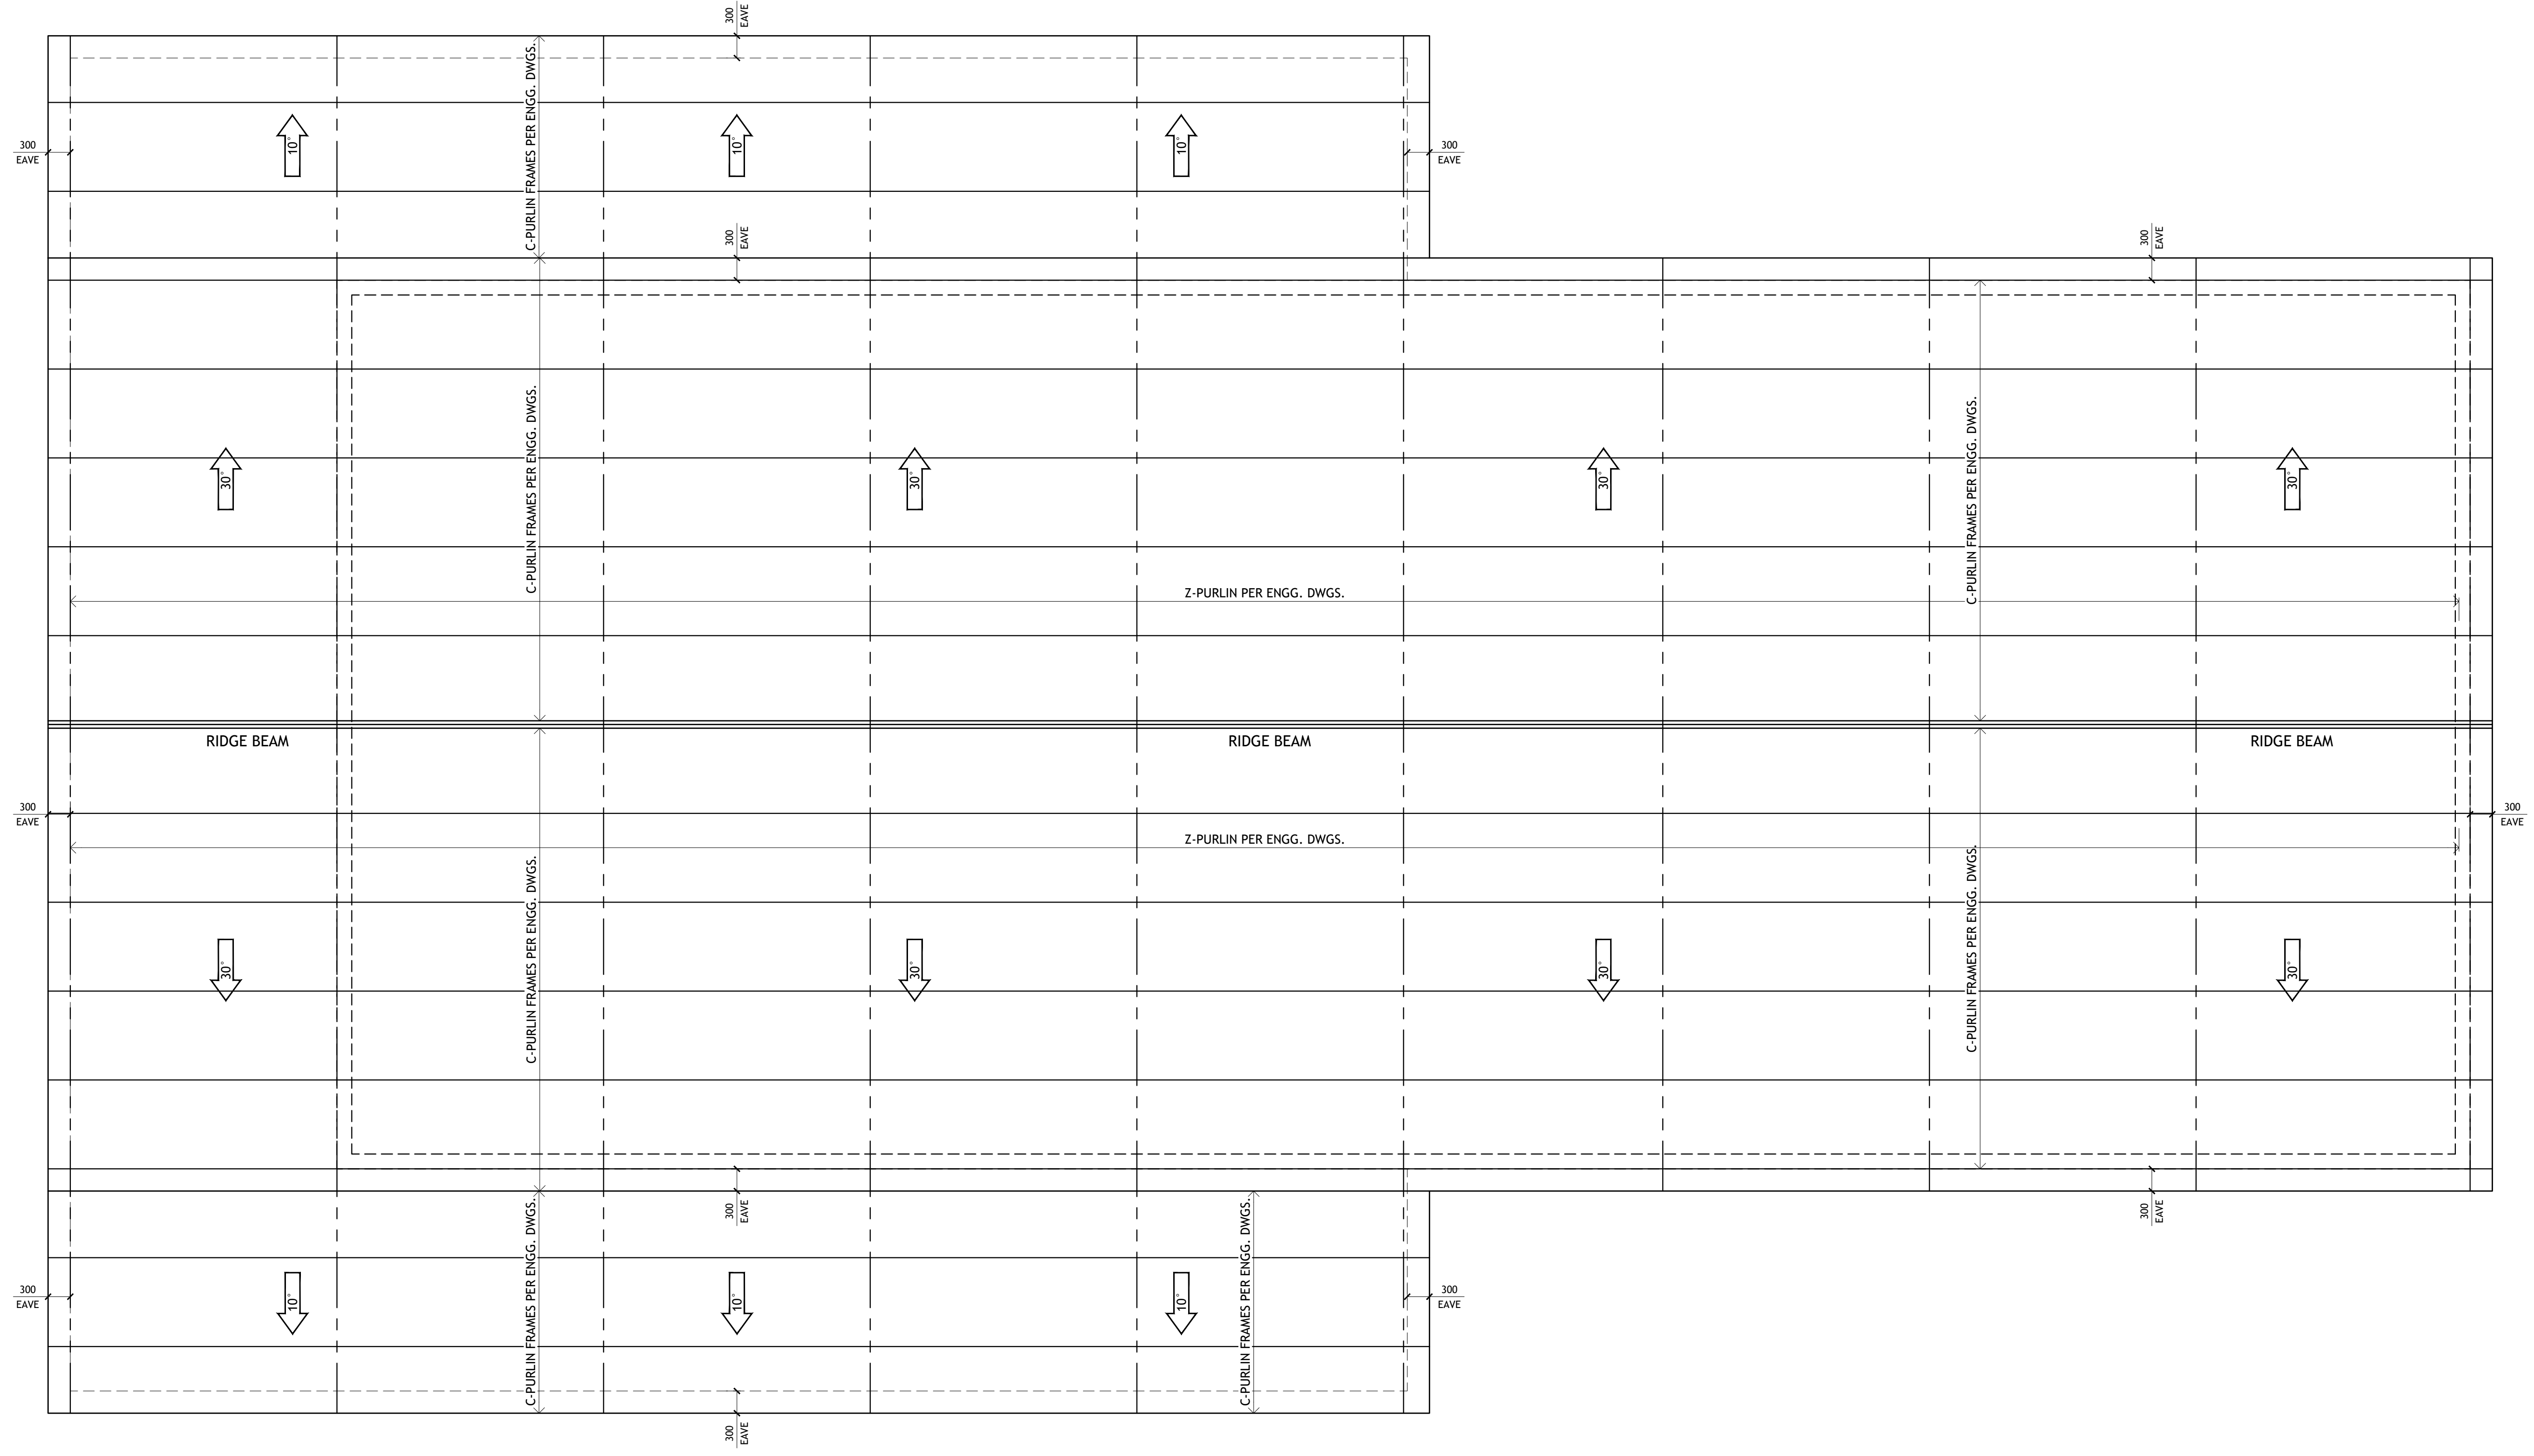 300
EAVE
C-PURLIN FRAMES PER ENGG. DWGS.
10°
10°
10°
300
EAVE
300
EAVE
300
EAVE
300
EAVE
C-PURLIN FRAMES PER ENGG. DWGS.
C-PURLIN FRAMES PER ENGG. DWGS.
30°
30°
30°
30°
Z-PURLIN PER ENGG. DWGS.
RIDGE BEAM
RIDGE BEAM
RIDGE BEAM
300
EAVE
300
EAVE
Z-PURLIN PER ENGG. DWGS.
C-PURLIN FRAMES PER ENGG. DWGS.
C-PURLIN FRAMES PER ENGG. DWGS.
30°
30°
30°
30°
300
EAVE
300
EAVE
C-PURLIN FRAMES PER ENGG. DWGS.
C-PURLIN FRAMES PER ENGG. DWGS.
300
EAVE
10°
10°
10°
300
EAVE
300
EAVE